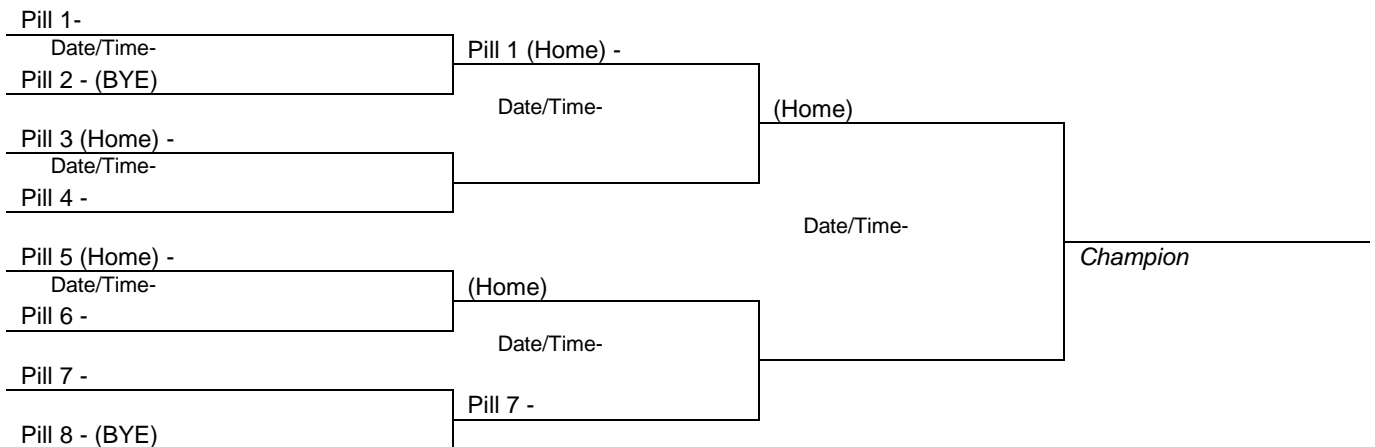 Pill 1-
Date/Time-
Pill 2 - (BYE)
Pill 3 (Home) -
Date/Time-
Pill 4 -
Pill 5 (Home) -
Date/Time-
Pill 6 -
Pill 7 -
Pill 8 - (BYE)
Pill 1 (Home) -
Date/Time-
(Home)
Date/Time-
Pill 7 -
(Home)
Date/Time-
Champion